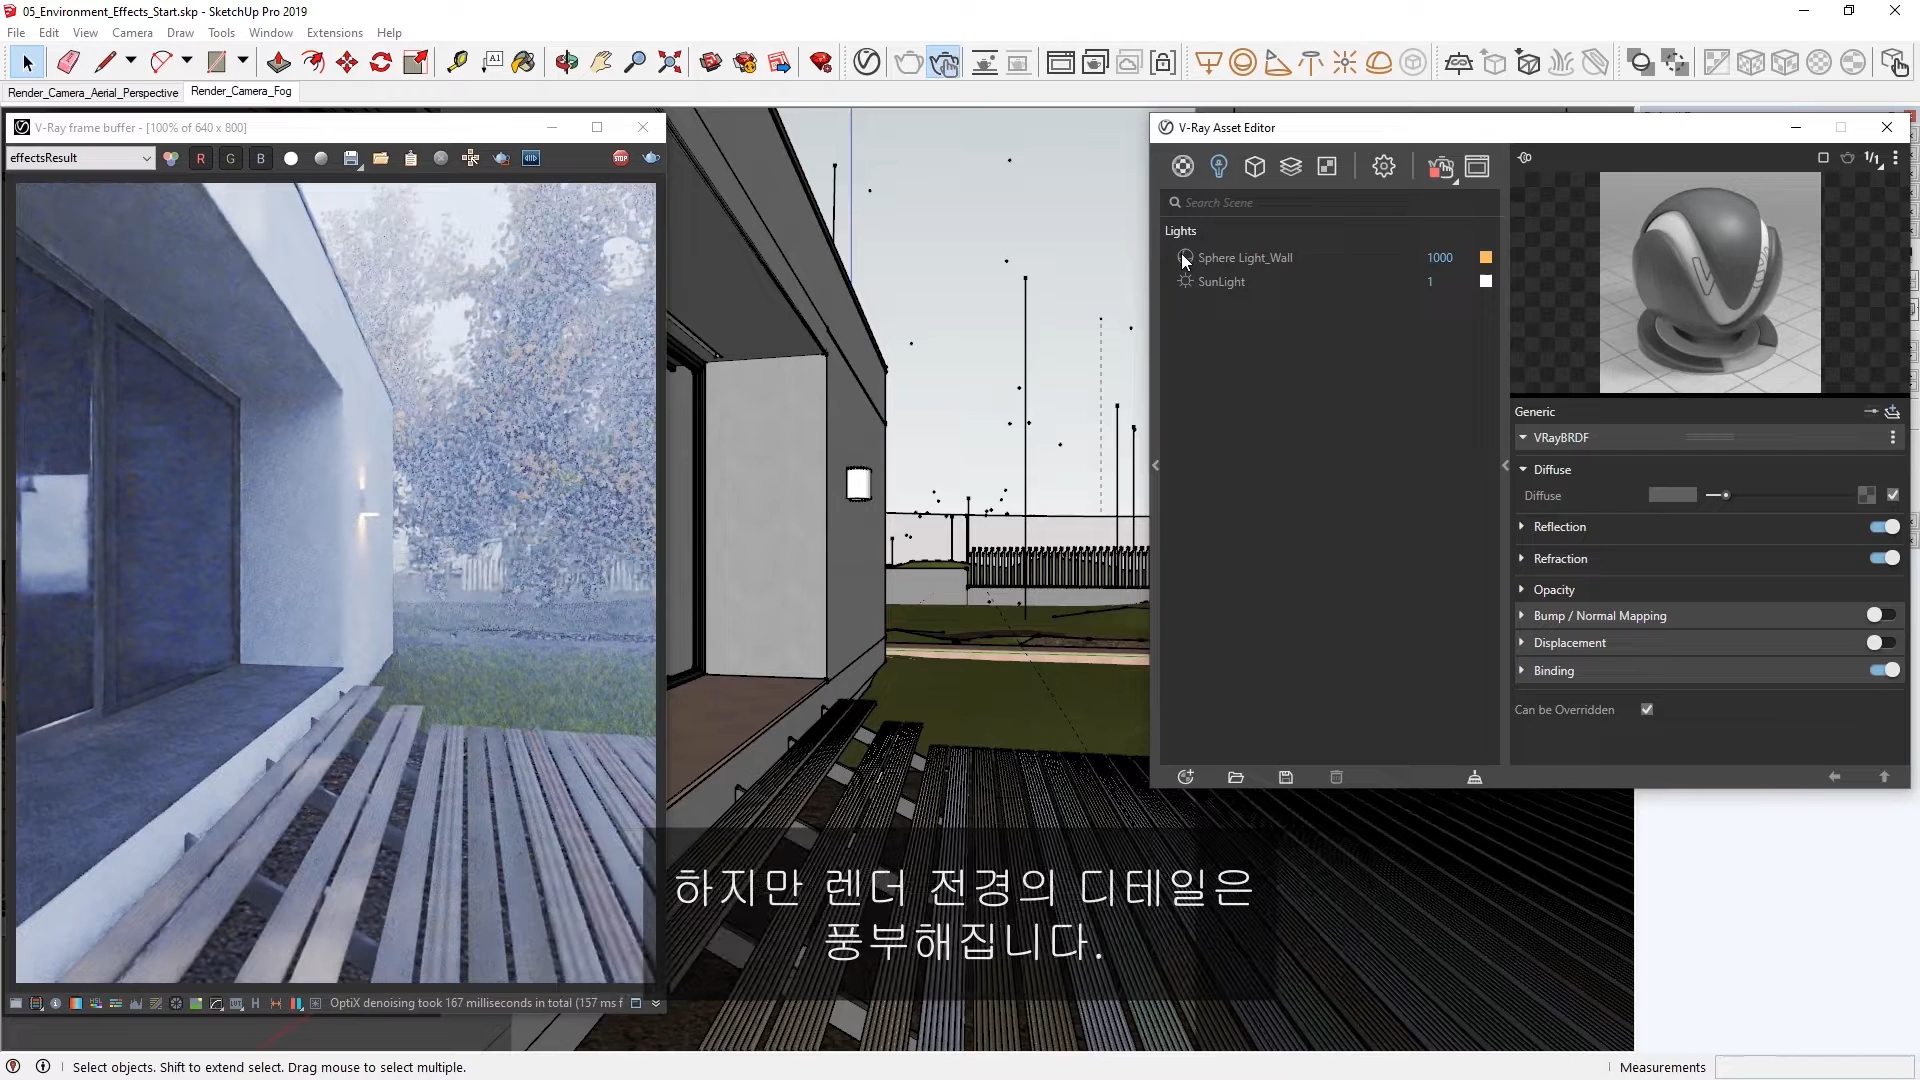 05_Environment_Effects_Start.skp - SketchUp Pro 2019
File Edit View Camera Draw Tools Window Extensions Help
Render_Camera_Aerial_Perspective Render_Camera_Fog
V-Ray frame buffer - [100% of 640 x 800]
effectsResult
R G B
STOP
V-Ray Asset Editor
1/1
Search Scene
Lights
Sphere Light_Wall 1000
SunLight 1
Generic
VRayBRDF
Diffuse
Diffuse
Reflection
Refraction
Opacity
Bump / Normal Mapping
Displacement
Binding
Can be Overridden
하지만 렌더 전경의 디테일은
풍부해집니다.
OptiX denoising took 167 milliseconds in total (157 ms f
Select objects. Shift to extend select. Drag mouse to select multiple.
Measurements